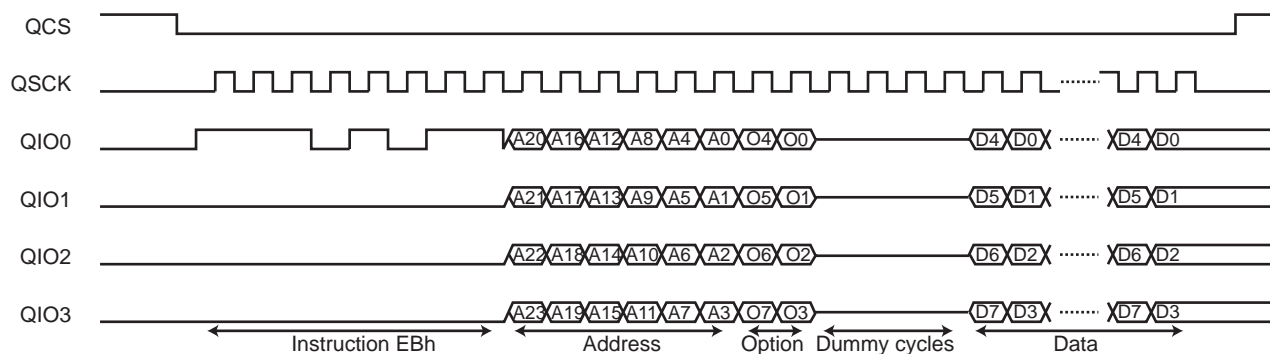 QCS
QSCK
QIO0 A20 A16 A12 A8 A4 A0 O4 O0 D4 D0 D4 D0
QIO1 A21 A17 A13 A9 A5 A1 O5 O1 D5 D1 D5 D1
QIO2 A22 A18 A14 A10 A6 A2 O6 O2 D6 D2 D6 D2
QIO3 A23 A19 A15 A11 A7 A3 O7 O3 D7 D3 D7 D3
Instruction EBh Address Option Dummy cycles Data